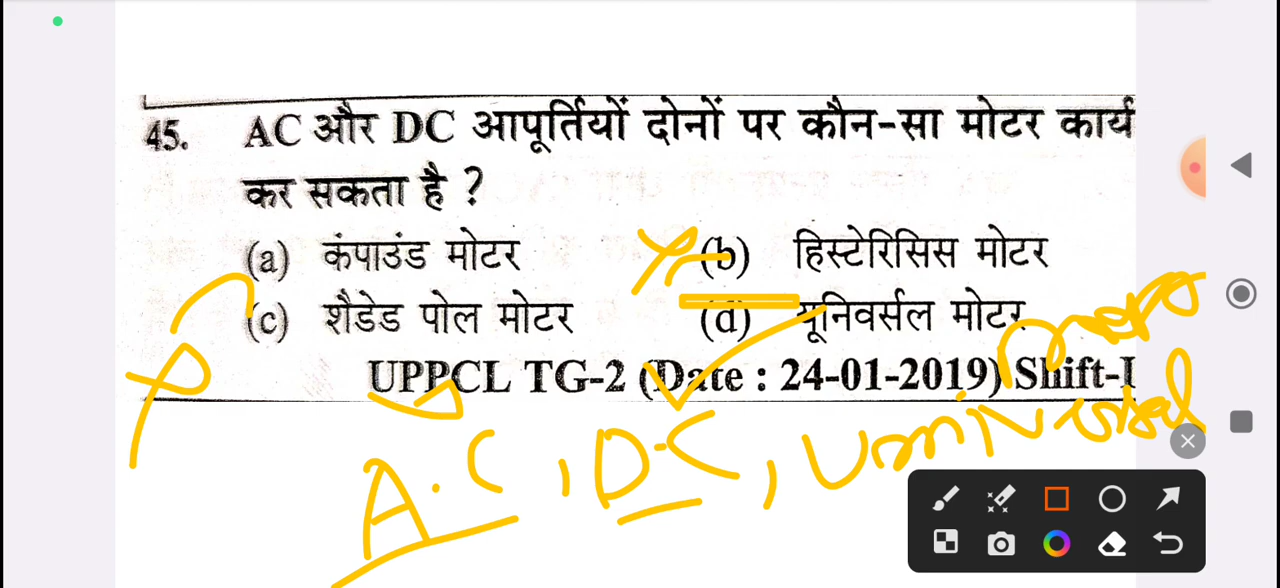 45. AC और DC आपूर्तियों दोनों पर कौन-सा मोटर कार्य
कर सकता है ?
(a) कंपाउंड मोटर (b) हिस्टेरिसिस मोटर
(c) शैडेड पोल मोटर (d) यूनिवर्सल मोटर
UPPCL TG-2 (Date : 24-01-2019) Shift-I
A.C, D.C, Universal